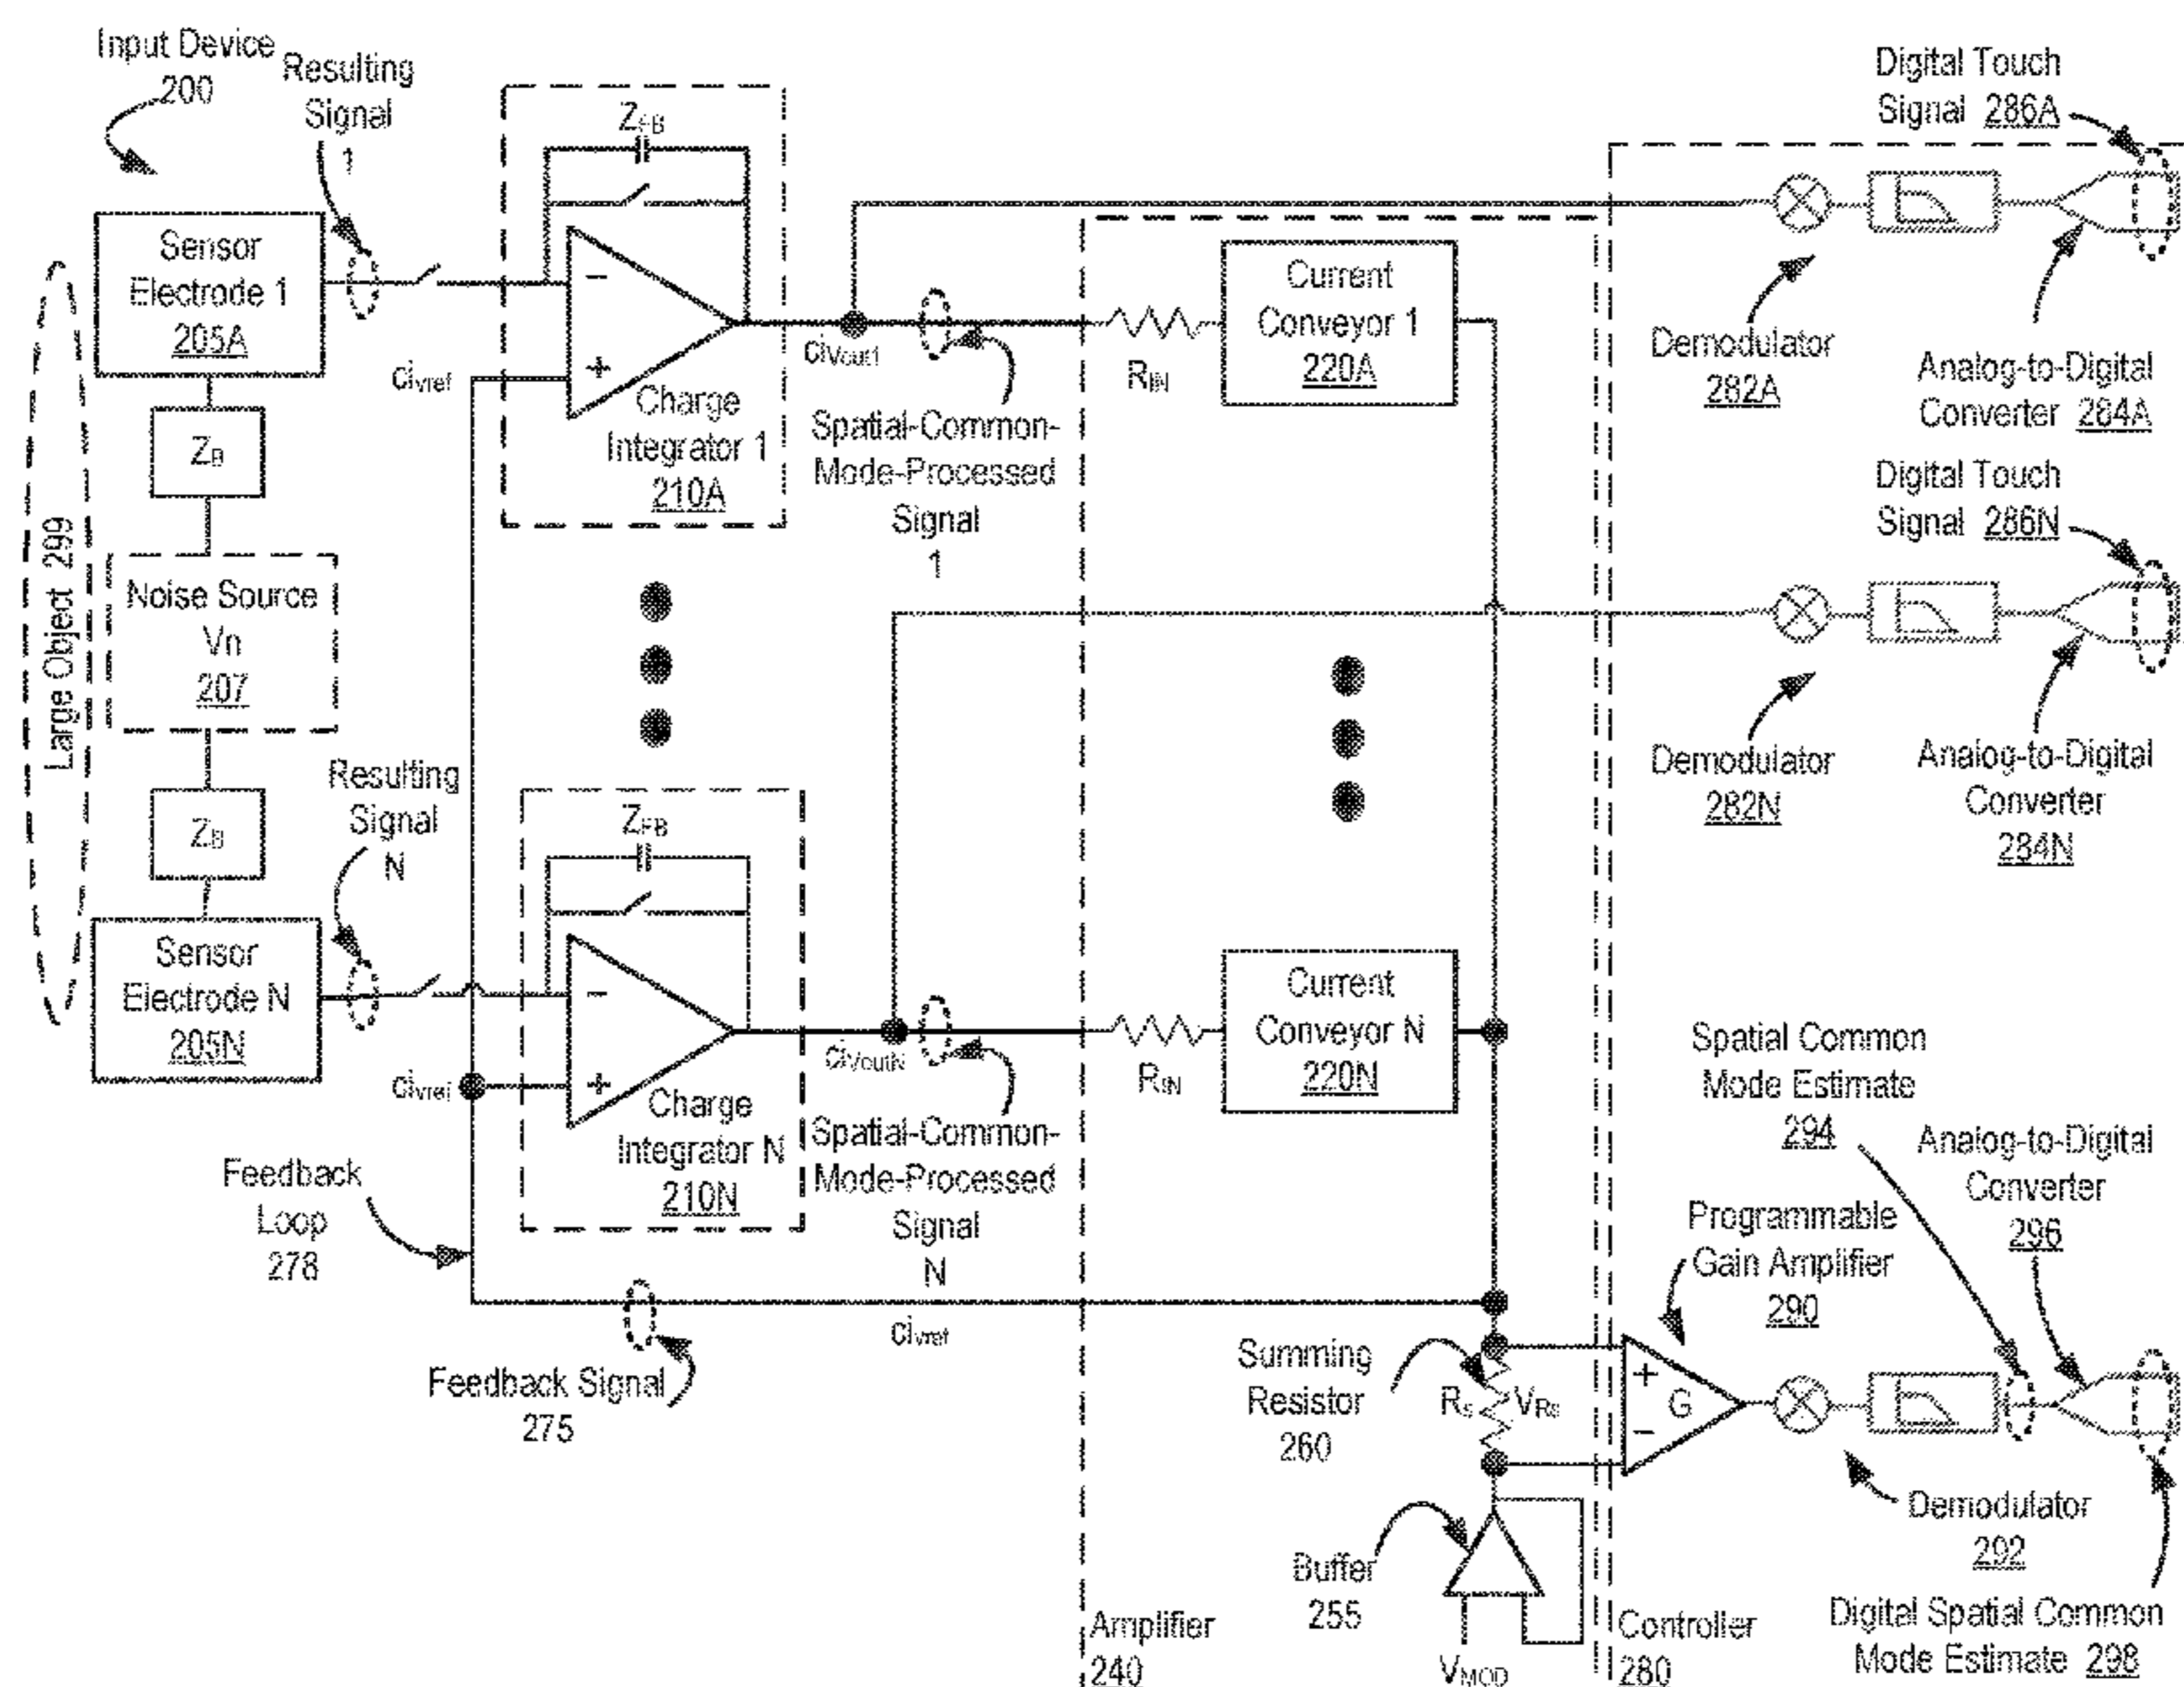 Input Device
200
Resulting
Signal
1
Z_FB
Digital Touch
Signal 286A
Sensor
Electrode 1
205A
−
+
ci_vref
Charge
Integrator 1
210A
ci_Vout1
Spatial-Common-
Mode-Processed
Signal
1
R_IN
Current
Conveyor 1
220A
Demodulator
282A
Analog-to-Digital
Converter 284A
Z_B
Large Object 299
Noise Source
Vn
207
Z_B
Digital Touch
Signal 286N
Demodulator
282N
Analog-to-Digital
Converter
284N
Resulting
Signal
N
Z_FB
Sensor
Electrode N
205N
−
+
ci_vref
Charge
Integrator N
210N
ci_VoutN
Spatial-Common-
Mode-Processed
Signal
N
R_IN
Current
Conveyor N
220N
Spatial Common
Mode Estimate
294
Analog-to-Digital
Converter
296
Programmable
Gain Amplifier
290
Feedback
Loop
278
ci_vref
Feedback Signal
275
Summing
Resistor
260
R_S
V_RS
+
G
−
Demodulator
292
Buffer
255
V_MOD
Amplifier
240
Controller
280
Digital Spatial Common
Mode Estimate 298